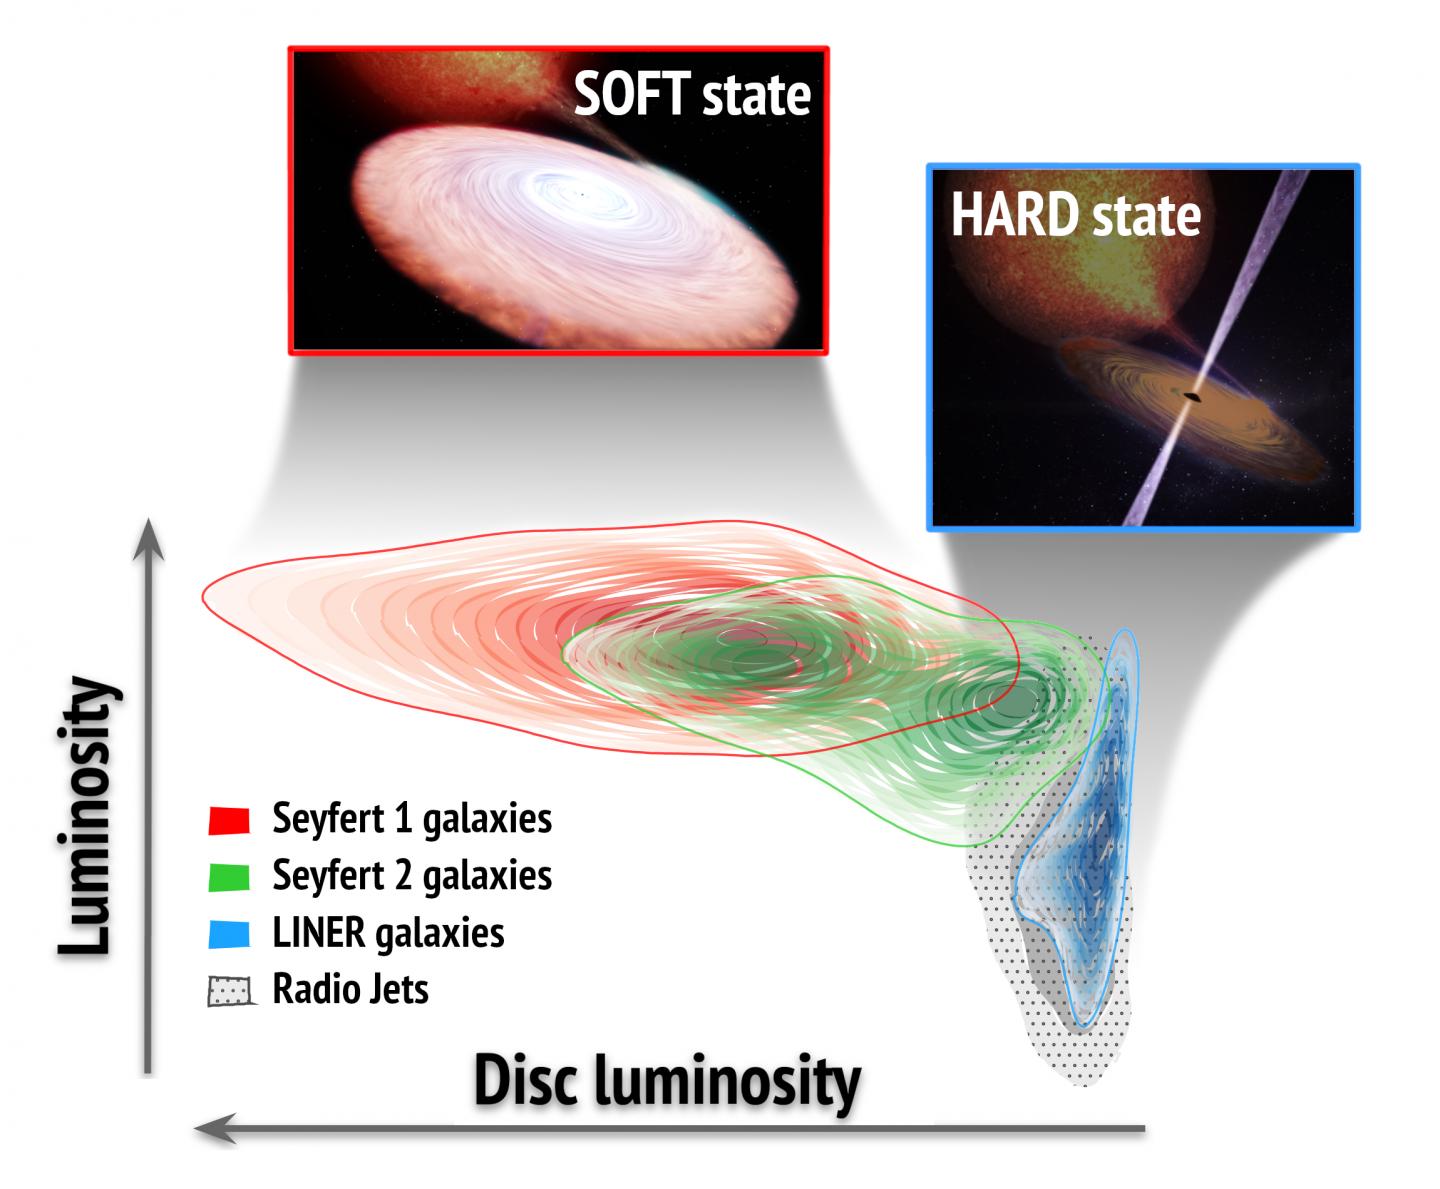 SOFT state
HARD state
Luminosity
Seyfert 1 galaxies
Seyfert 2 galaxies
LINER galaxies
Radio Jets
Disc luminosity